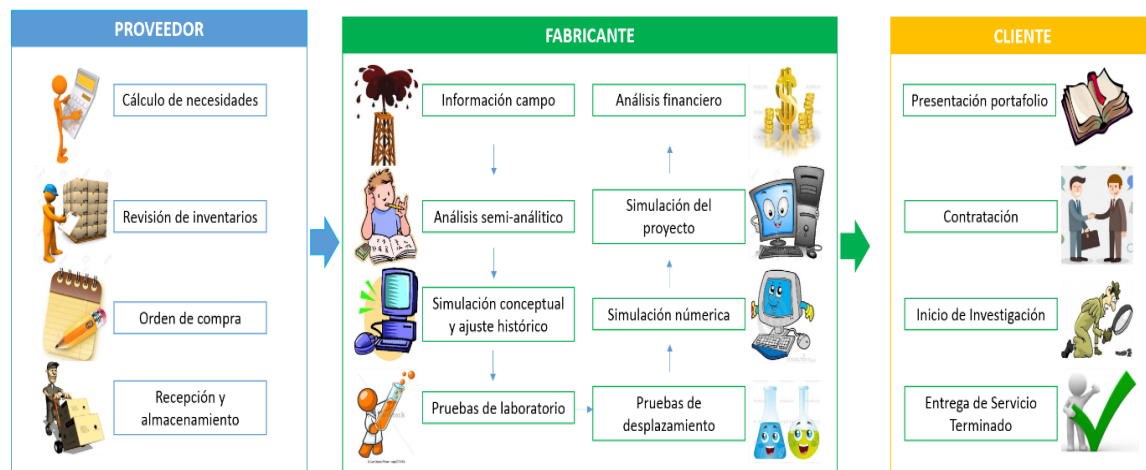 PROVEEDOR
Cálculo de necesidades
Revisión de inventarios
Orden de compra
Recepción y
almacenamiento
FABRICANTE
Información campo
Análisis semi-análitico
Simulación conceptual
y ajuste histórico
Pruebas de laboratorio
Pruebas de
desplazamiento
Simulación númerica
Simulación del
proyecto
Análisis financiero
CLIENTE
Presentación portafolio
Contratación
Inicio de Investigación
Entrega de Servicio
Terminado